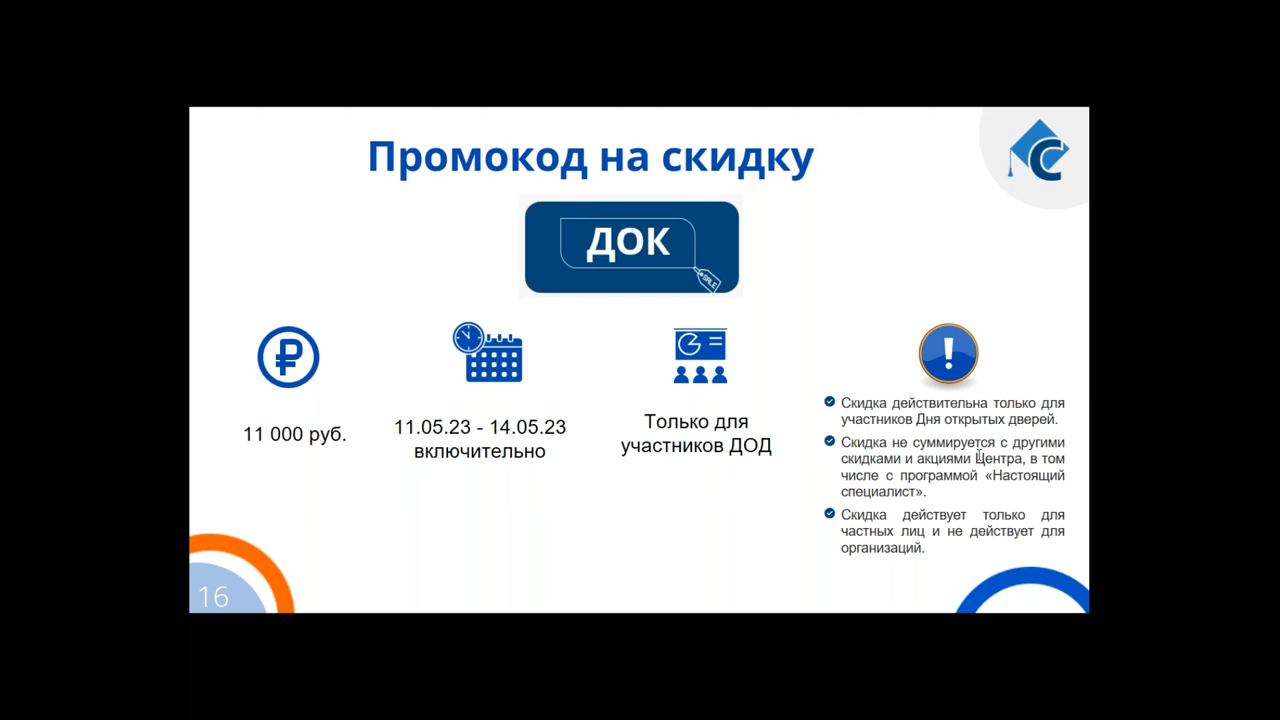 Промокод на скидку
C
ДОК
SALE
11 000 руб.
11.05.23 - 14.05.23
включительно
Только для
участников ДОД
Скидка действительна только для
участников Дня открытых дверей.
Скидка не суммируется с другими
скидками и акциями Центра, в том
числе с программой «Настоящий
специалист».
Скидка действует только для
частных лиц и не действует для
организаций.
16